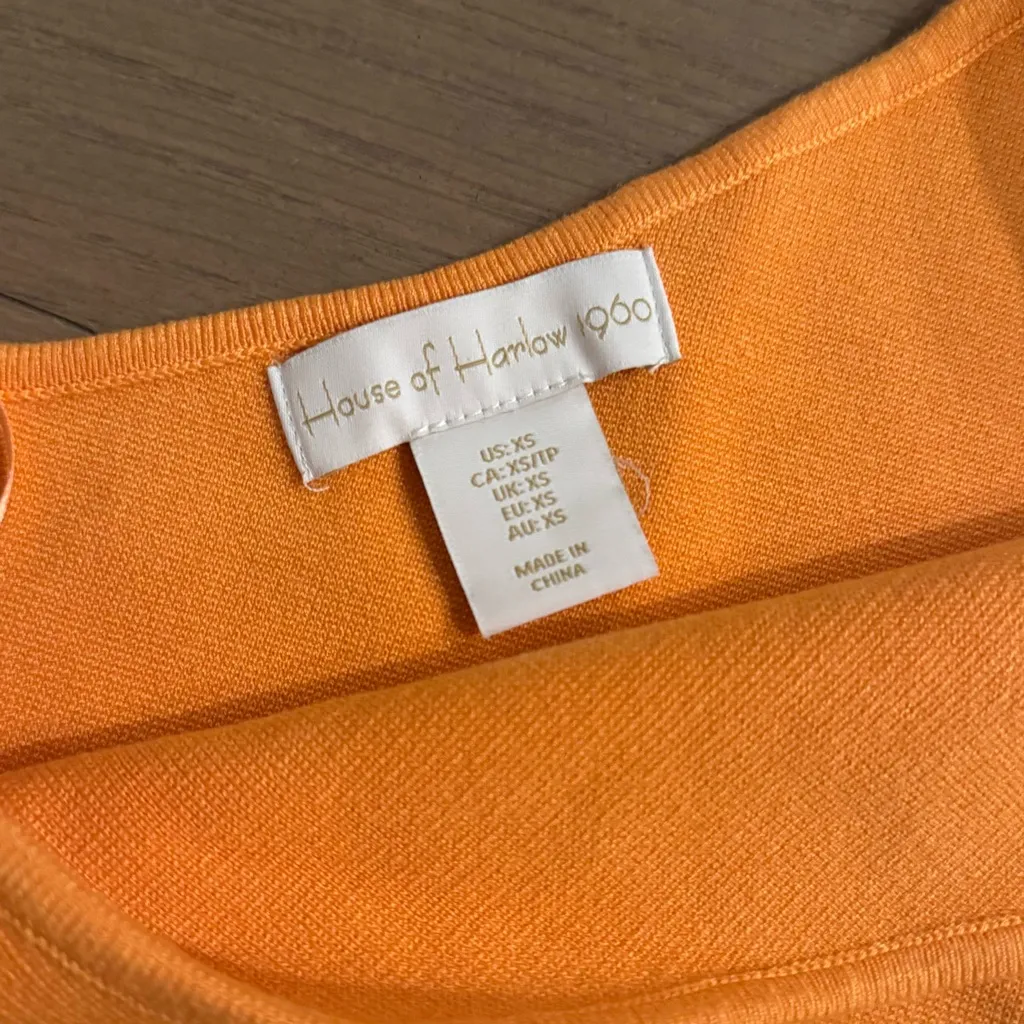 House of Harlow 1960
US: XS
CA: XS/TP
UK: XS
EU: XS
AU: XS
MADE IN
CHINA